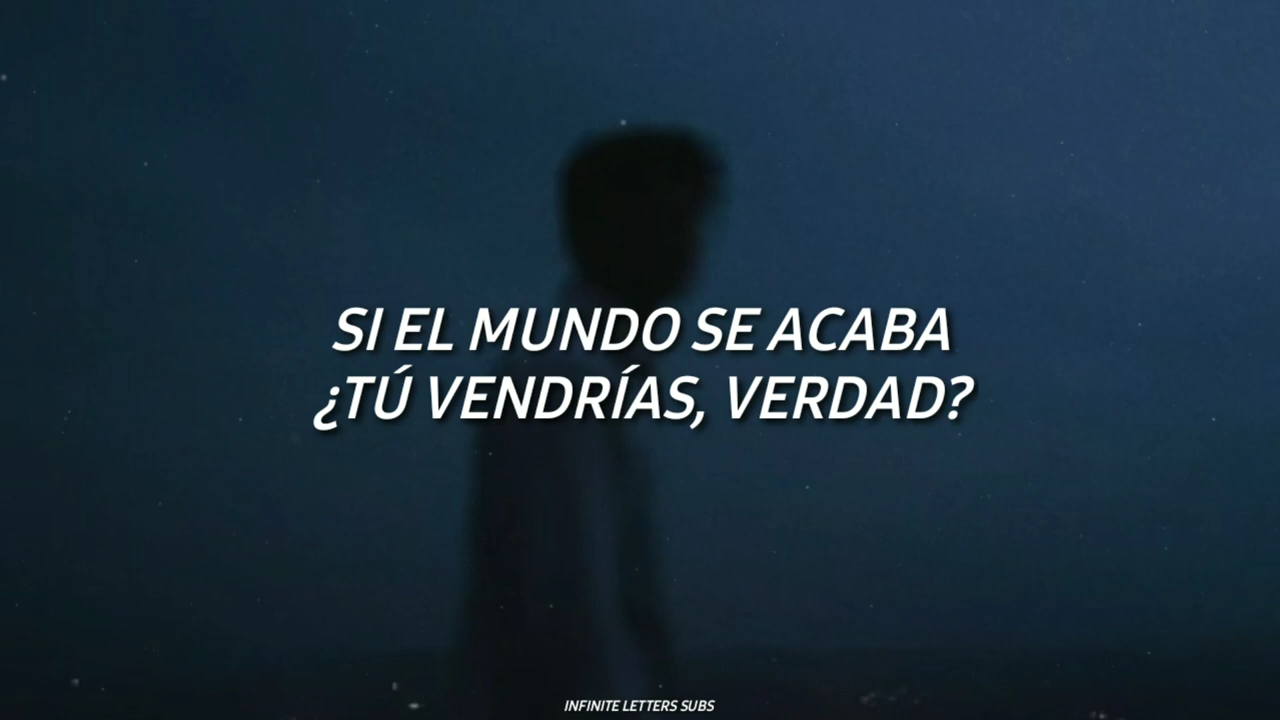 SI EL MUNDO SE ACABA
¿TÚ VENDRÍAS, VERDAD?
INFINITE LETTERS SUBS